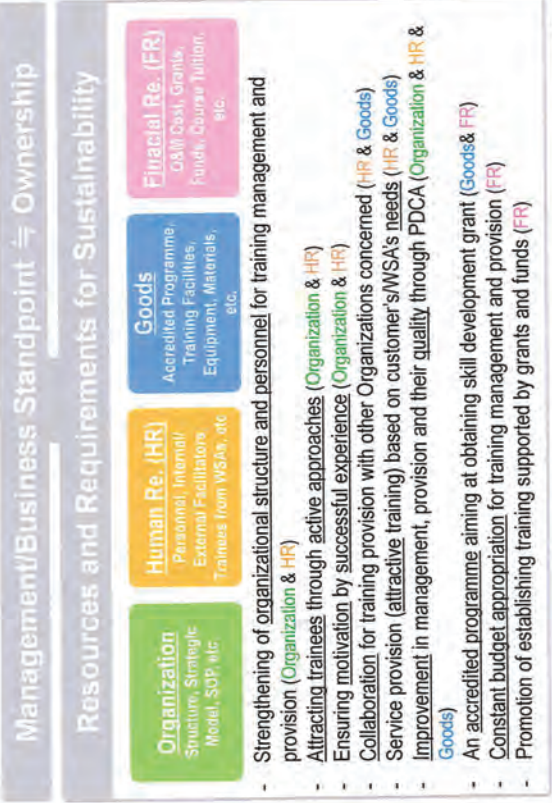 Management/Business Standpoint ≒ Ownership
Resources and Requirements for Sustainability
Organization
Structure, Strategic
Model, SOP, etc
Human Re. (HR)
Personnel, Internal/
External Facilitators
Trainees from WSAs, etc
Goods
Accredited Programme,
Training Facilities,
Equipment, Materials,
etc.
Finacial Re. (FR)
O&M Cost, Grants,
Funds, Course Tuition,
etc.
- Strengthening of organizational structure and personnel for training management and
provision (Organization & HR)
- Attracting trainees through active approaches (Organization & HR)
- Ensuring motivation by successful experience (Organization & HR)
- Collaboration for training provision with other Organizations concerned (HR & Goods)
- Service provision (attractive training) based on customer's/WSA's needs (HR & Goods)
- Improvement in management, provision and their quality through PDCA (Organization & HR &
Goods)
- An accredited programme aiming at obtaining skill development grant (Goods& FR)
- Constant budget appropriation for training management and provision (FR)
- Promotion of establishing training supported by grants and funds (FR)